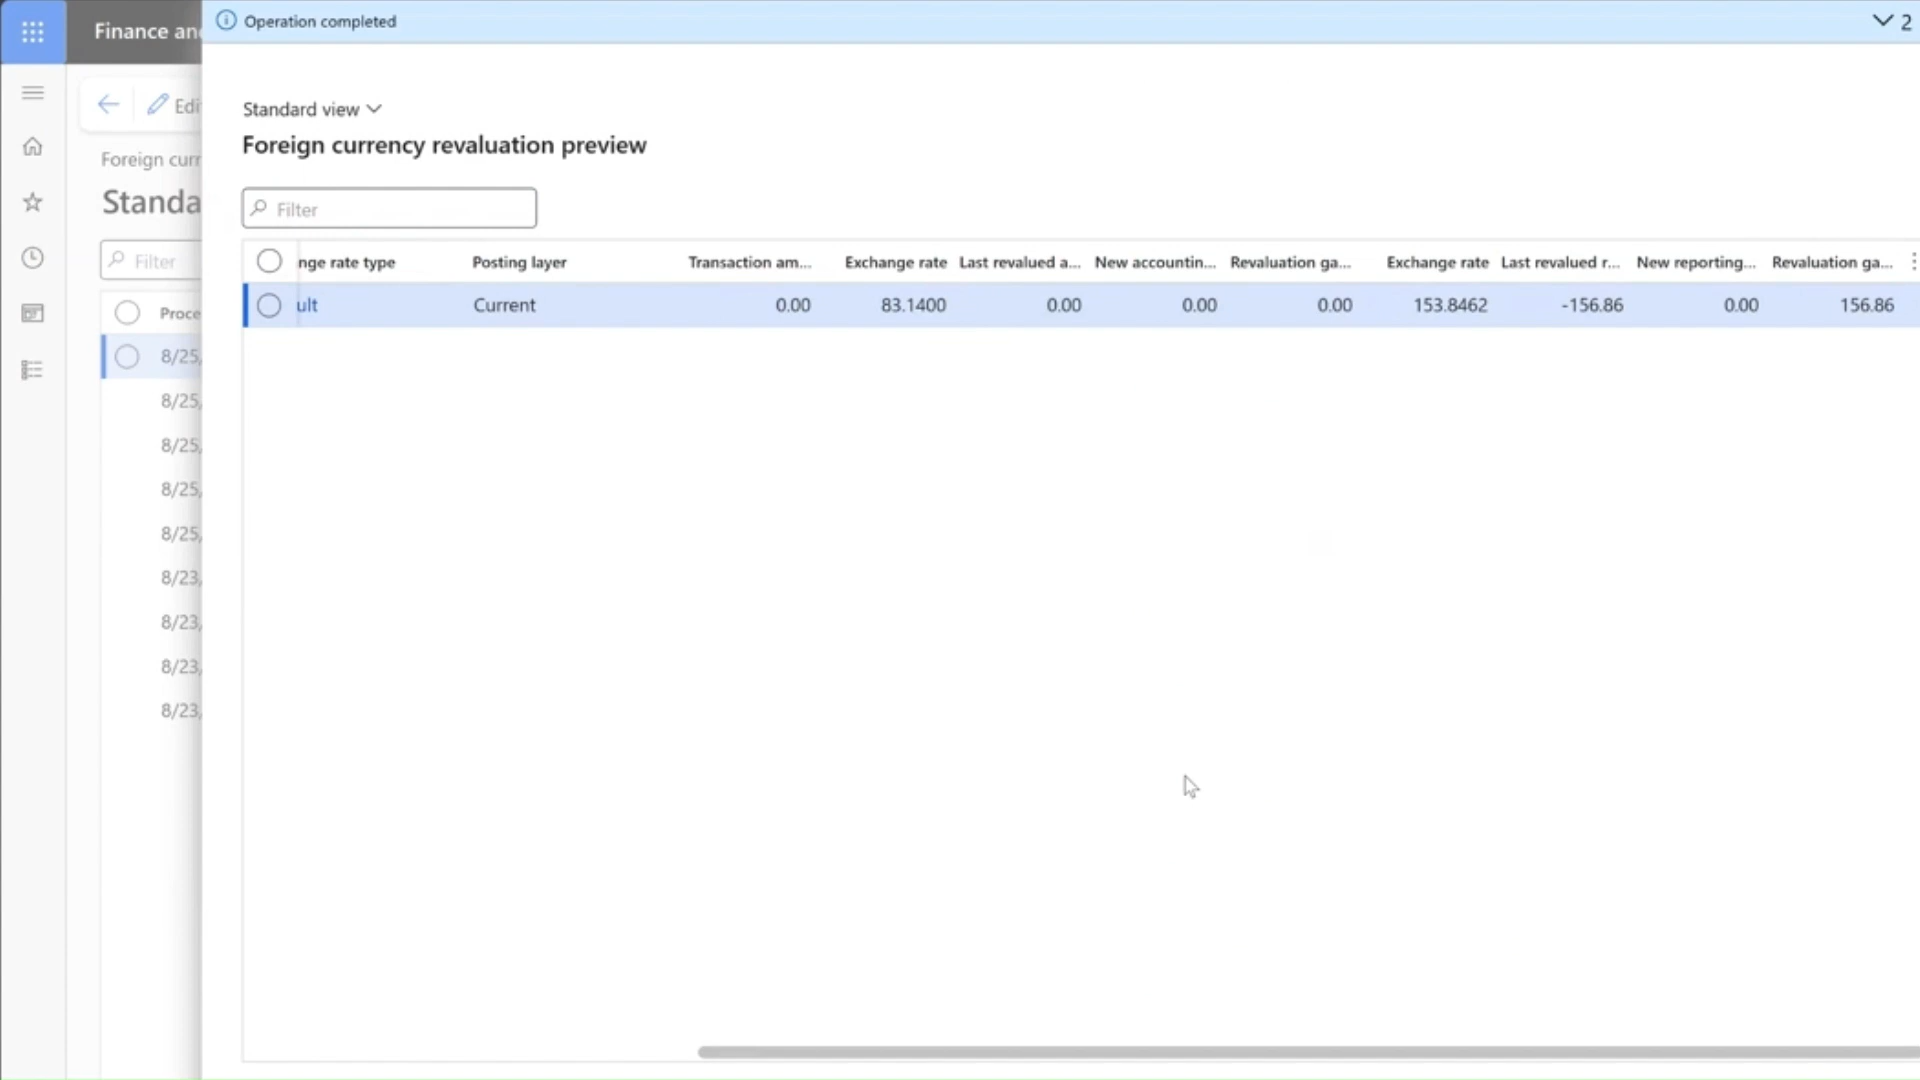 Finance an
Operation completed
2
Edi
Standard view
Foreign curr
Foreign currency revaluation preview
Standa
Filter
Filter
nge rate type Posting layer Transaction am... Exchange rate Last revalued a... New accountin... Revaluation ga... Exchange rate Last revalued r... New reporting... Revaluation ga...
ult Current 0.00 83.1400 0.00 0.00 0.00 153.8462 -156.86 0.00 156.86
Proce
8/25,
8/25,
8/25,
8/25,
8/25,
8/23,
8/23,
8/23,
8/23,